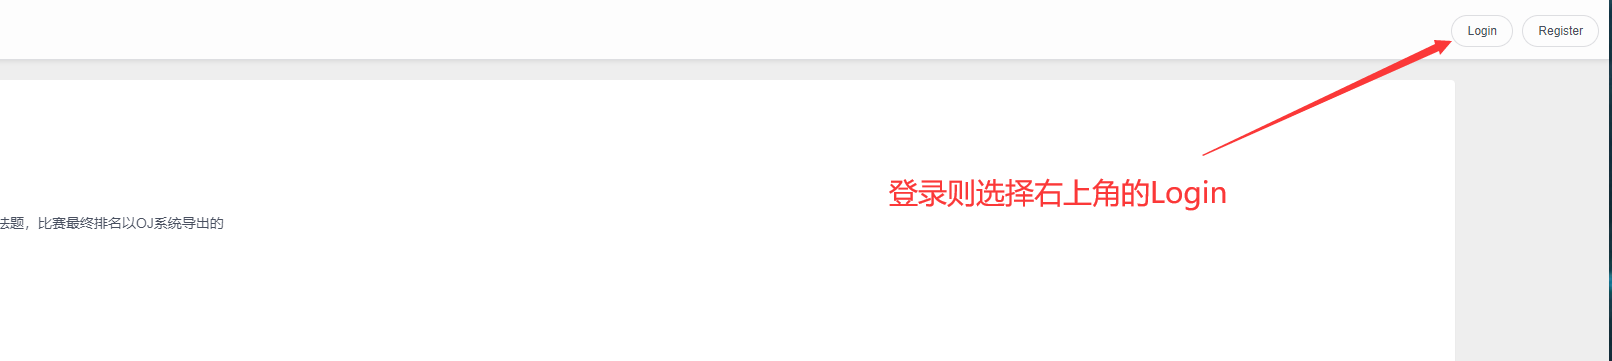 Login Register
登录则选择右上角的Login
法题，比赛最终排名以OJ系统导出的